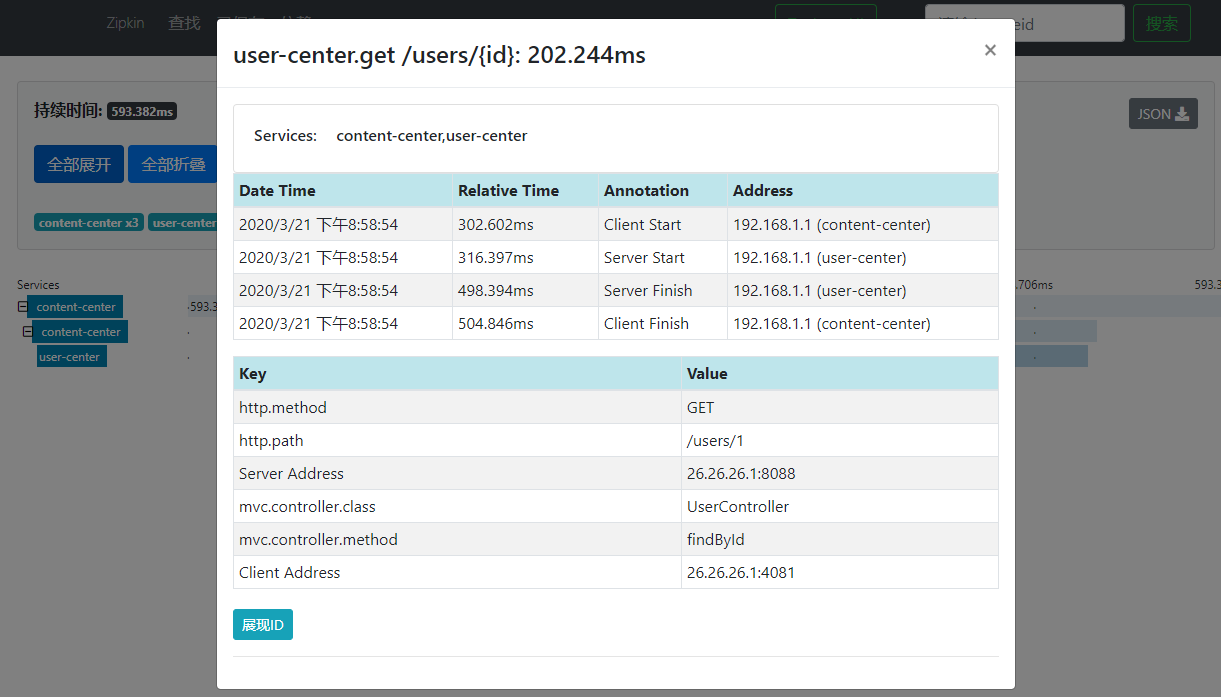 Zipkin 查找
eid 搜索
user-center.get /users/{id}: 202.244ms ×
持续时间: 593.382ms
JSON
全部展开 全部折叠
content-center x3 user-center
Services: content-center,user-center
Date Time Relative Time Annotation Address
2020/3/21 下午8:58:54 302.602ms Client Start 192.168.1.1 (content-center)
2020/3/21 下午8:58:54 316.397ms Server Start 192.168.1.1 (user-center)
2020/3/21 下午8:58:54 498.394ms Server Finish 192.168.1.1 (user-center)
2020/3/21 下午8:58:54 504.846ms Client Finish 192.168.1.1 (content-center)
Services .706ms 593.3
content-center 593.3
content-center
user-center
Key Value
http.method GET
http.path /users/1
Server Address 26.26.26.1:8088
mvc.controller.class UserController
mvc.controller.method findById
Client Address 26.26.26.1:4081
展现ID